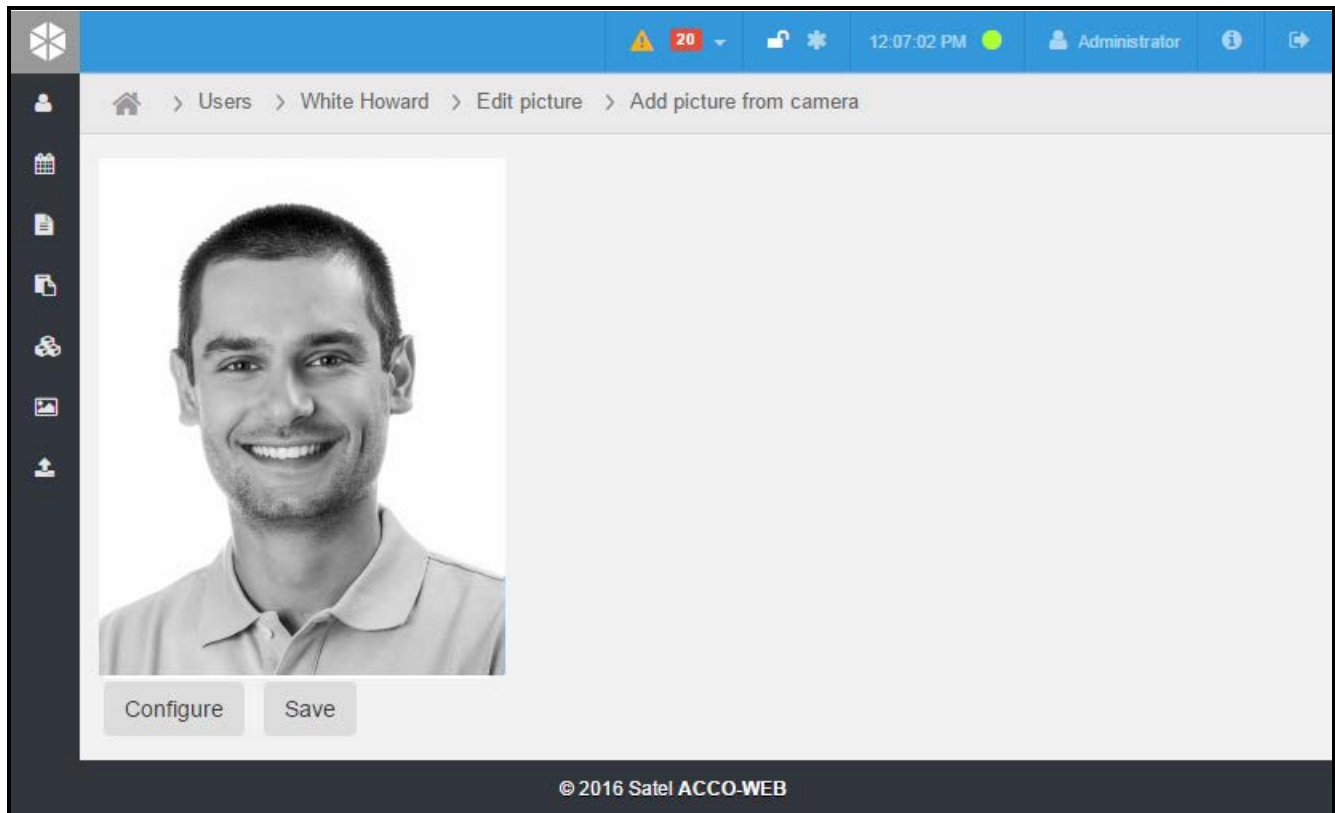 20 12:07:02 PM Administrator
Users > White Howard > Edit picture > Add picture from camera
Configure Save
© 2016 Satel ACCO-WEB